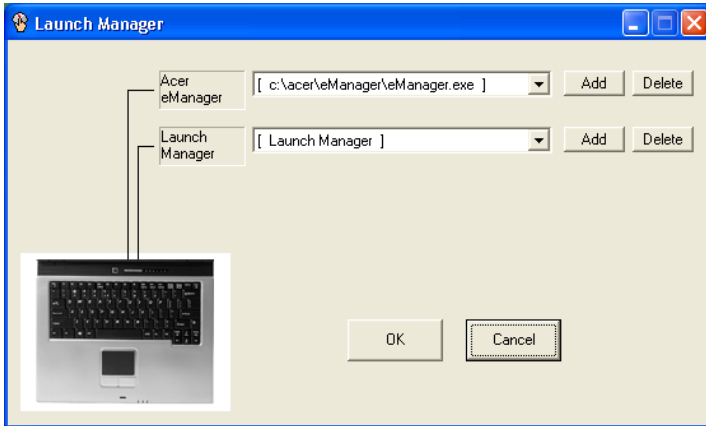 Launch Manager
Acer
eManager
[ c:\acer\eManager\eManager.exe ]
Add
Delete
Launch
Manager
[ Launch Manager ]
Add
Delete
OK
Cancel